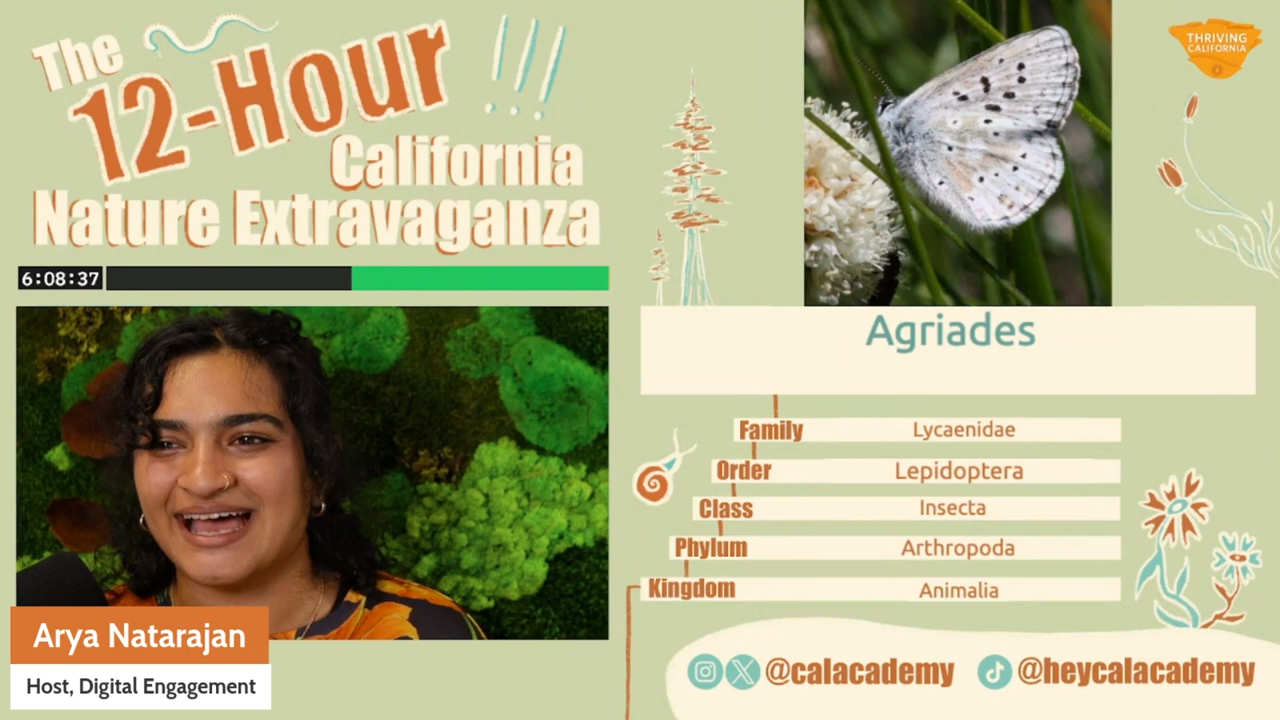 The
12-Hour !!!
California
Nature Extravaganza
6:08:37
Arya Natarajan
Host, Digital Engagement
THRIVING
CALIFORNIA
Agriades
Family Lycaenidae
Order Lepidoptera
Class Insecta
Phylum Arthropoda
Kingdom Animalia
@calacademy @heycalacademy